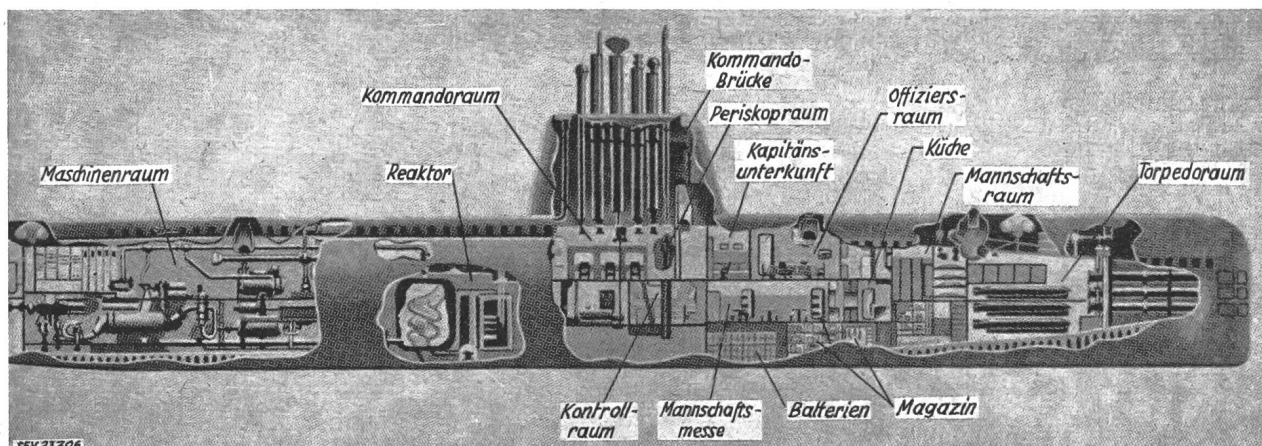 Kommando-
Brücke
Kommandoraum
Periskopraum
Offiziers-
raum
Kapitäns-
unterkunft
Küche
Maschinenraum
Reaktor
Mannschafts-
raum
Torpedoraum
Kontroll-
raum
Mannschafts-
messe
Batterien
Magazin